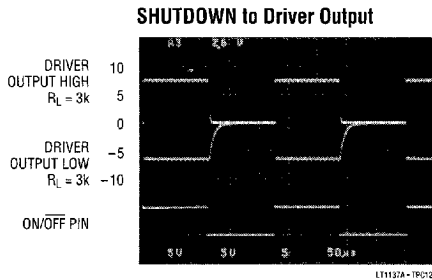 SHUTDOWN to Driver Output
DRIVER
OUTPUT HIGH
RL = 3k
10
5
0
DRIVER
OUTPUT LOW
RL = 3k
-5
-10
ON/OFF PIN
5V 5V 50µs
LT1137A • TPC12